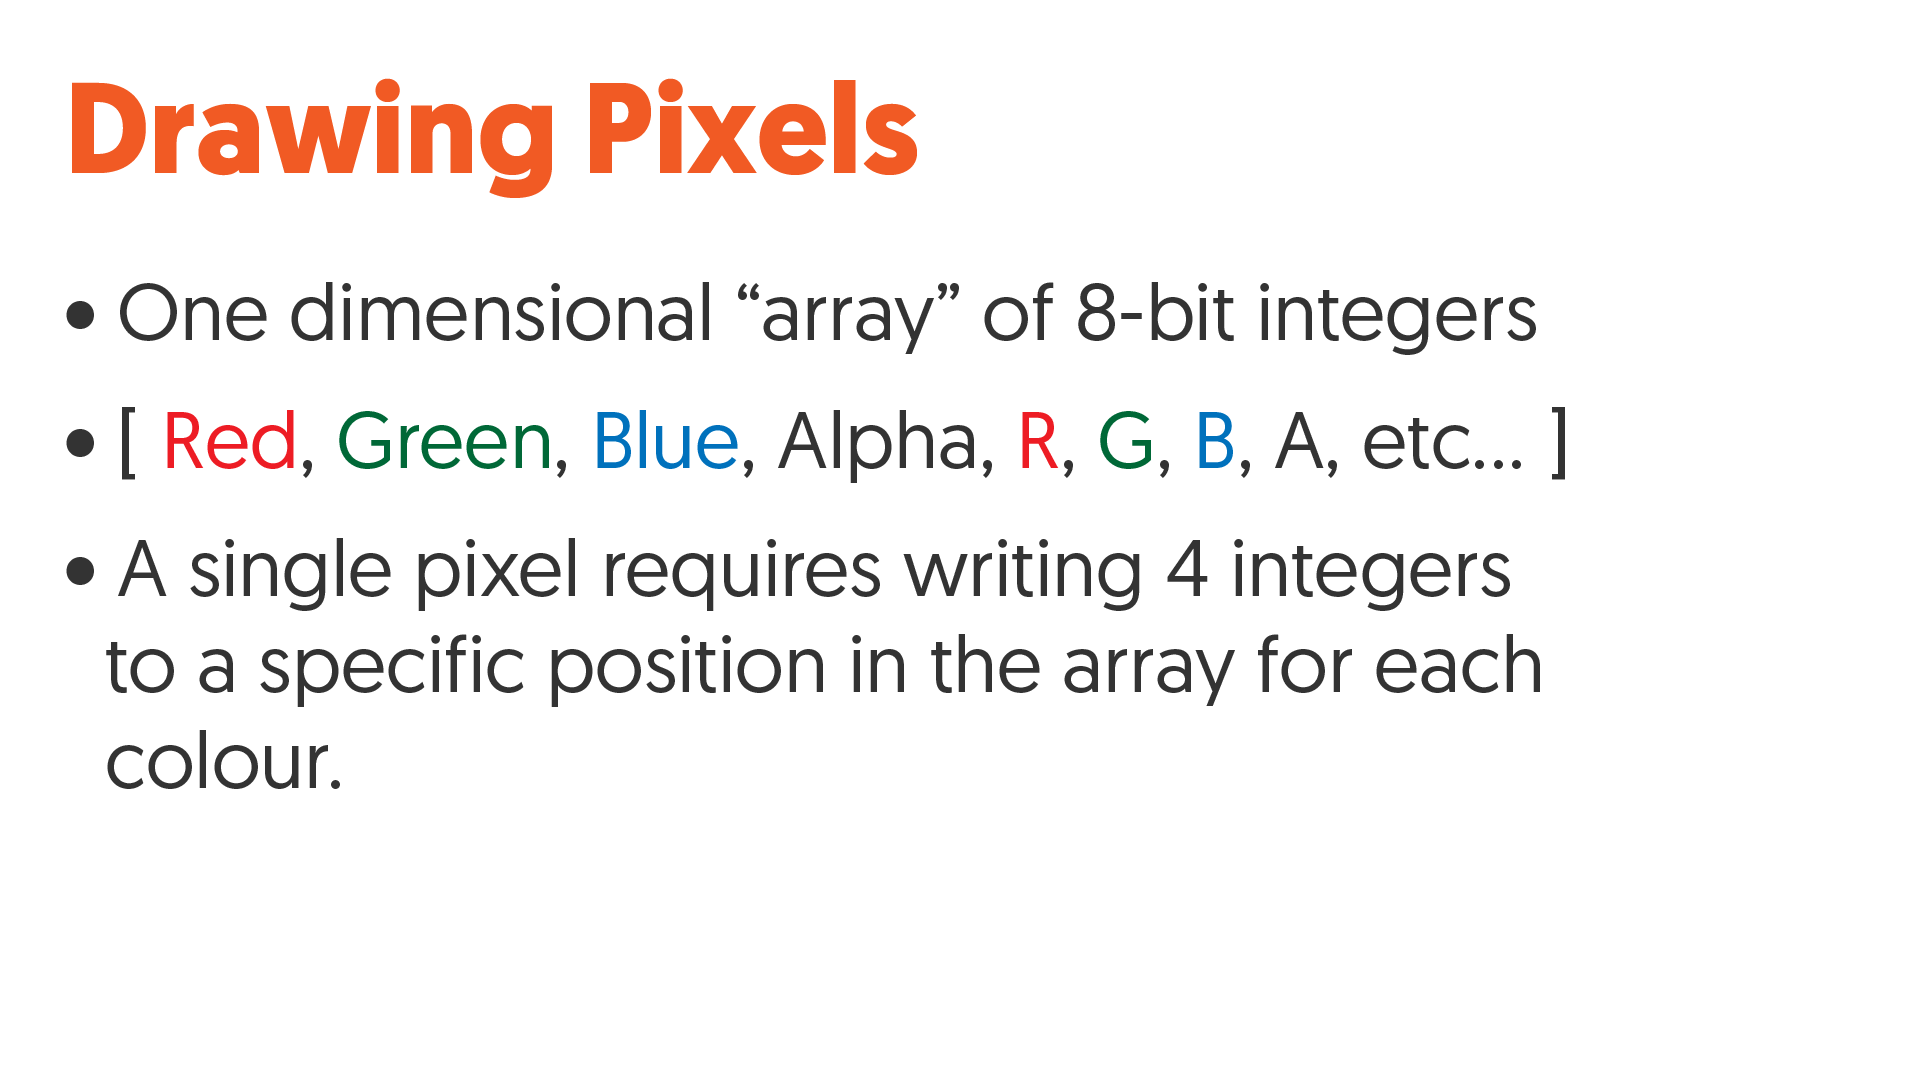 Drawing Pixels
• One dimensional “array” of 8-bit integers
• [ Red, Green, Blue, Alpha, R, G, B, A, etc... ]
• A single pixel requires writing 4 integers
to a specific position in the array for each
colour.